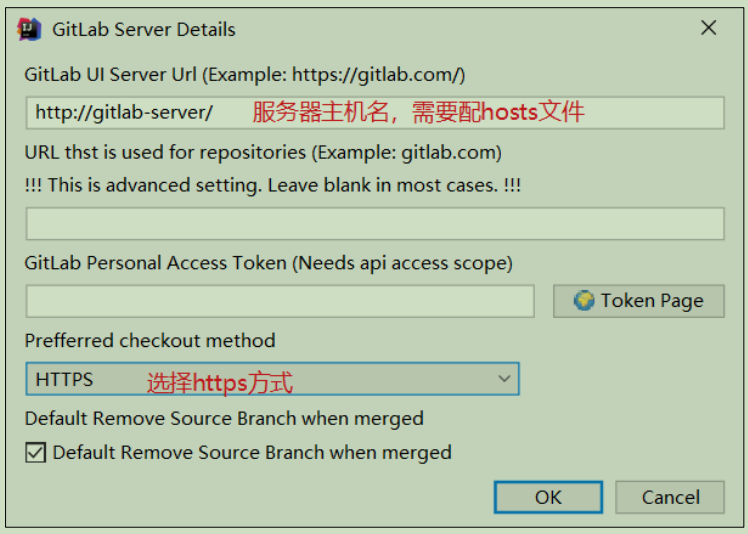 GitLab Server Details
GitLab UI Server Url (Example: https://gitlab.com/)
http://gitlab-server/ 服务器主机名，需要配hosts文件
URL thst is used for repositories (Example: gitlab.com)
!!! This is advanced setting. Leave blank in most cases. !!!
GitLab Personal Access Token (Needs api access scope)
Token Page
Prefferred checkout method
HTTPS 选择https方式
Default Remove Source Branch when merged
Default Remove Source Branch when merged
OK Cancel